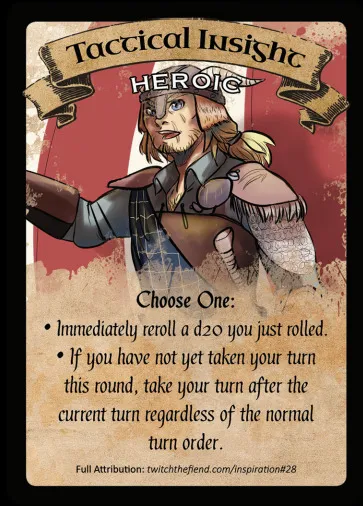 Tactical Insight
HEROIC
Choose One:
• Immediately reroll a d20 you just rolled.
• If you have not yet taken your turn
this round, take your turn after the
current turn regardless of the normal
turn order.
Full Attribution: twitchthefiend.com/inspiration#28